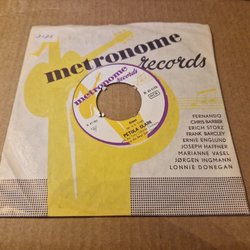 metronome
records
metronome
PETULA CLARK
FERNANDO
CHRIS BARBER
ERICH STORZ
FRANK BARCLEY
ERNIE ENGLUND
JOSEPH HAFFNER
MARIANNE VASEL
JØRGEN INGMANN
LONNIE DONEGAN